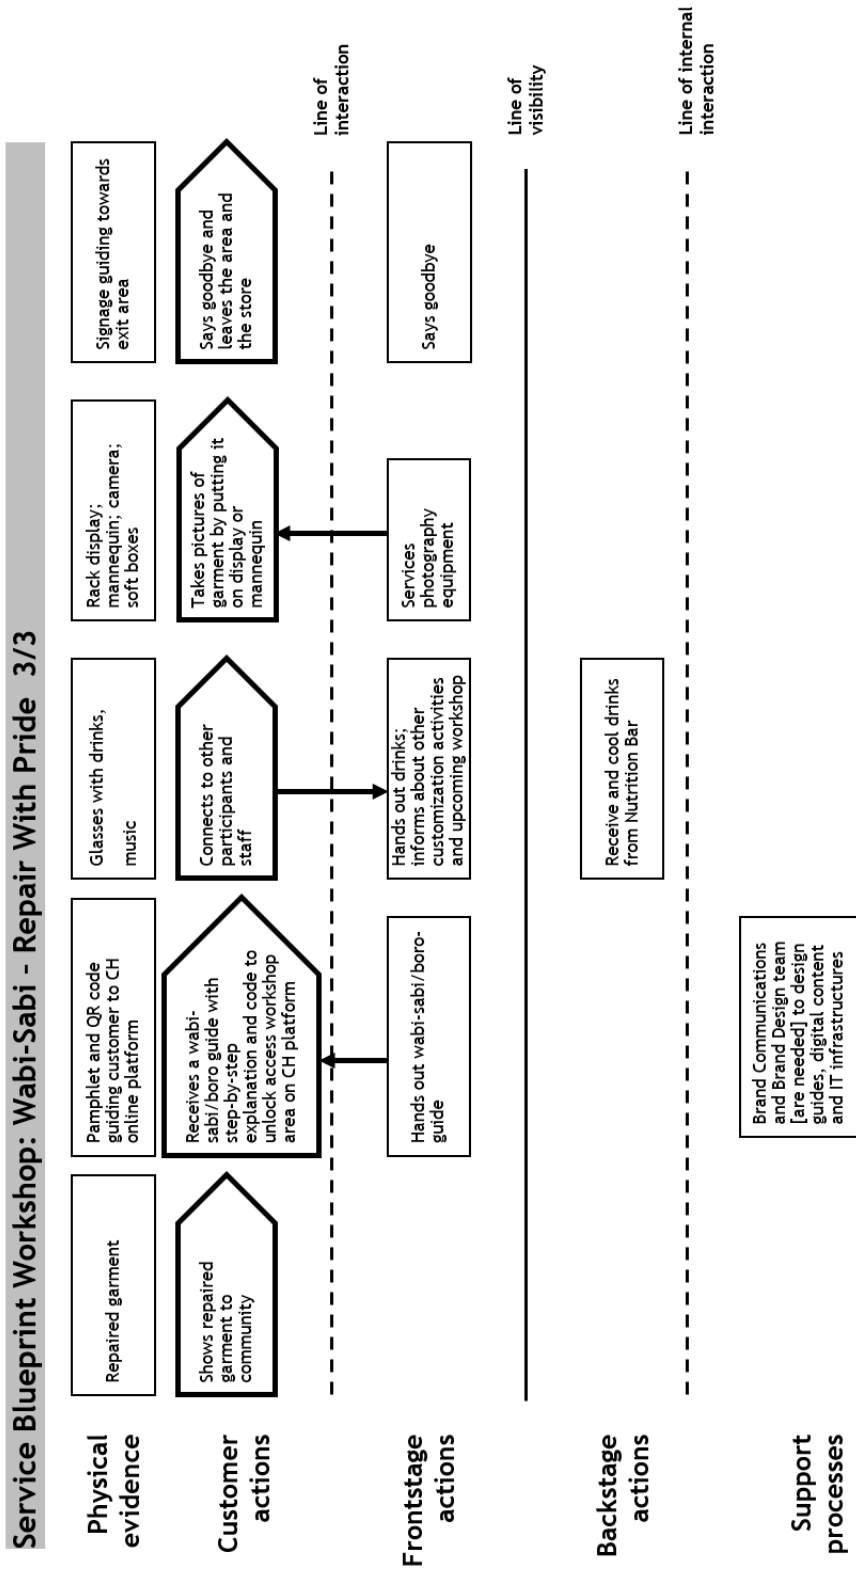 Service Blueprint Workshop: Wabi-Sabi - Repair With Pride 3/3
Physical
evidence
Repaired garment
Pamphlet and QR code
guiding customer to CH
online platform
Glasses with drinks,
music
Rack display;
mannequin; camera;
soft boxes
Signage guiding towards
exit area
Customer
actions
Shows repaired
garment to
community
Receives a wabi-
sabi/boro guide with
step-by-step
explanation and code to
unlock access workshop
area on CH platform
Connects to other
participants and
staff
Takes pictures of
garment by putting it
on display or
mannequin
Says goodbye and
leaves the area and
the store
Line of
interaction
Frontstage
actions
Hands out wabi-sabi/boro-
guide
Hands out drinks;
informs about other
customization activities
and upcoming workshop
Services
photography
equipment
Says goodbye
Line of
visibility
Backstage
actions
Receive and cool drinks
from Nutrition Bar
Line of internal
interaction
Support
processes
Brand Communications
and Brand Design team
[are needed] to design
guides, digital content
and IT infrastructures